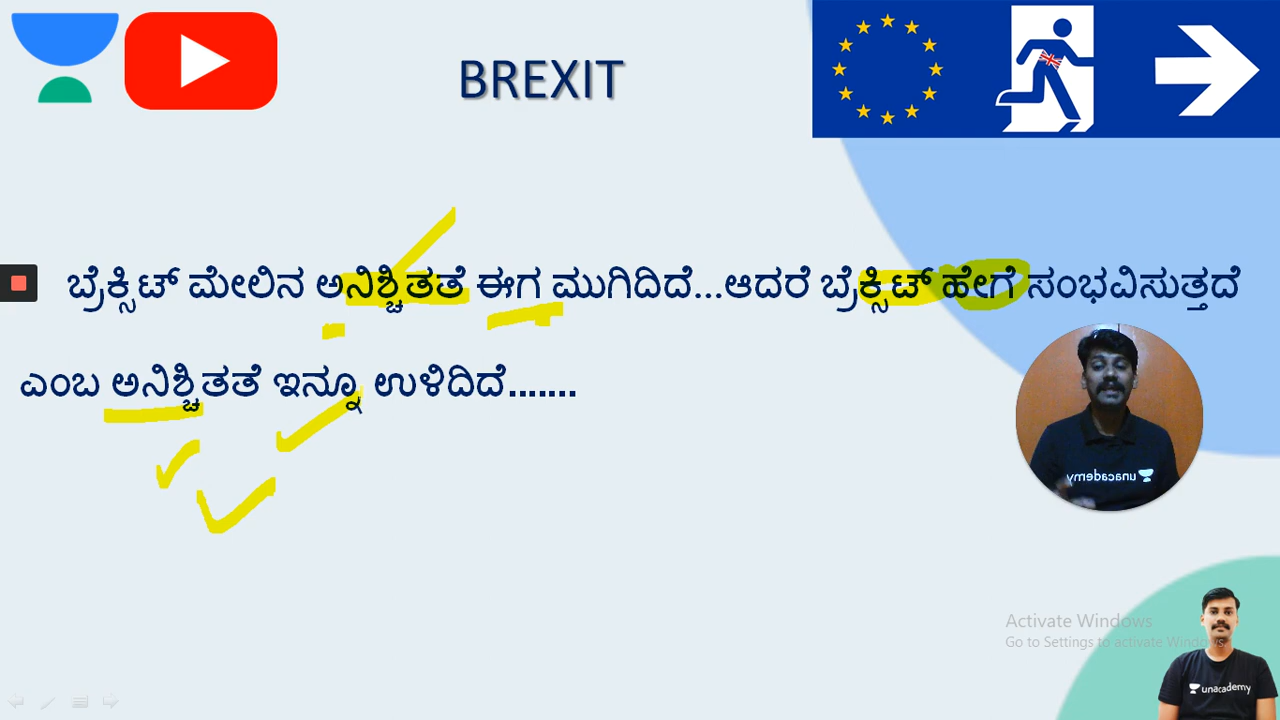 BREXIT
ಬ್ರೆಕ್ಸಿಟ್ ಮೇಲಿನ ಅನಿಶ್ಚಿತತೆ ಈಗ ಮುಗಿದಿದೆ...ಆದರೆ ಬ್ರೆಕ್ಸಿಟ್ ಹೇಗೆ ಸಂಭವಿಸುತ್ತದೆ
ಎಂಬ ಅನಿಶ್ಚಿತತೆ ಇನ್ನೂ ಉಳಿದಿದೆ.......
unacademy
Activate Windows
Go to Settings to activate Windows.
unacademy